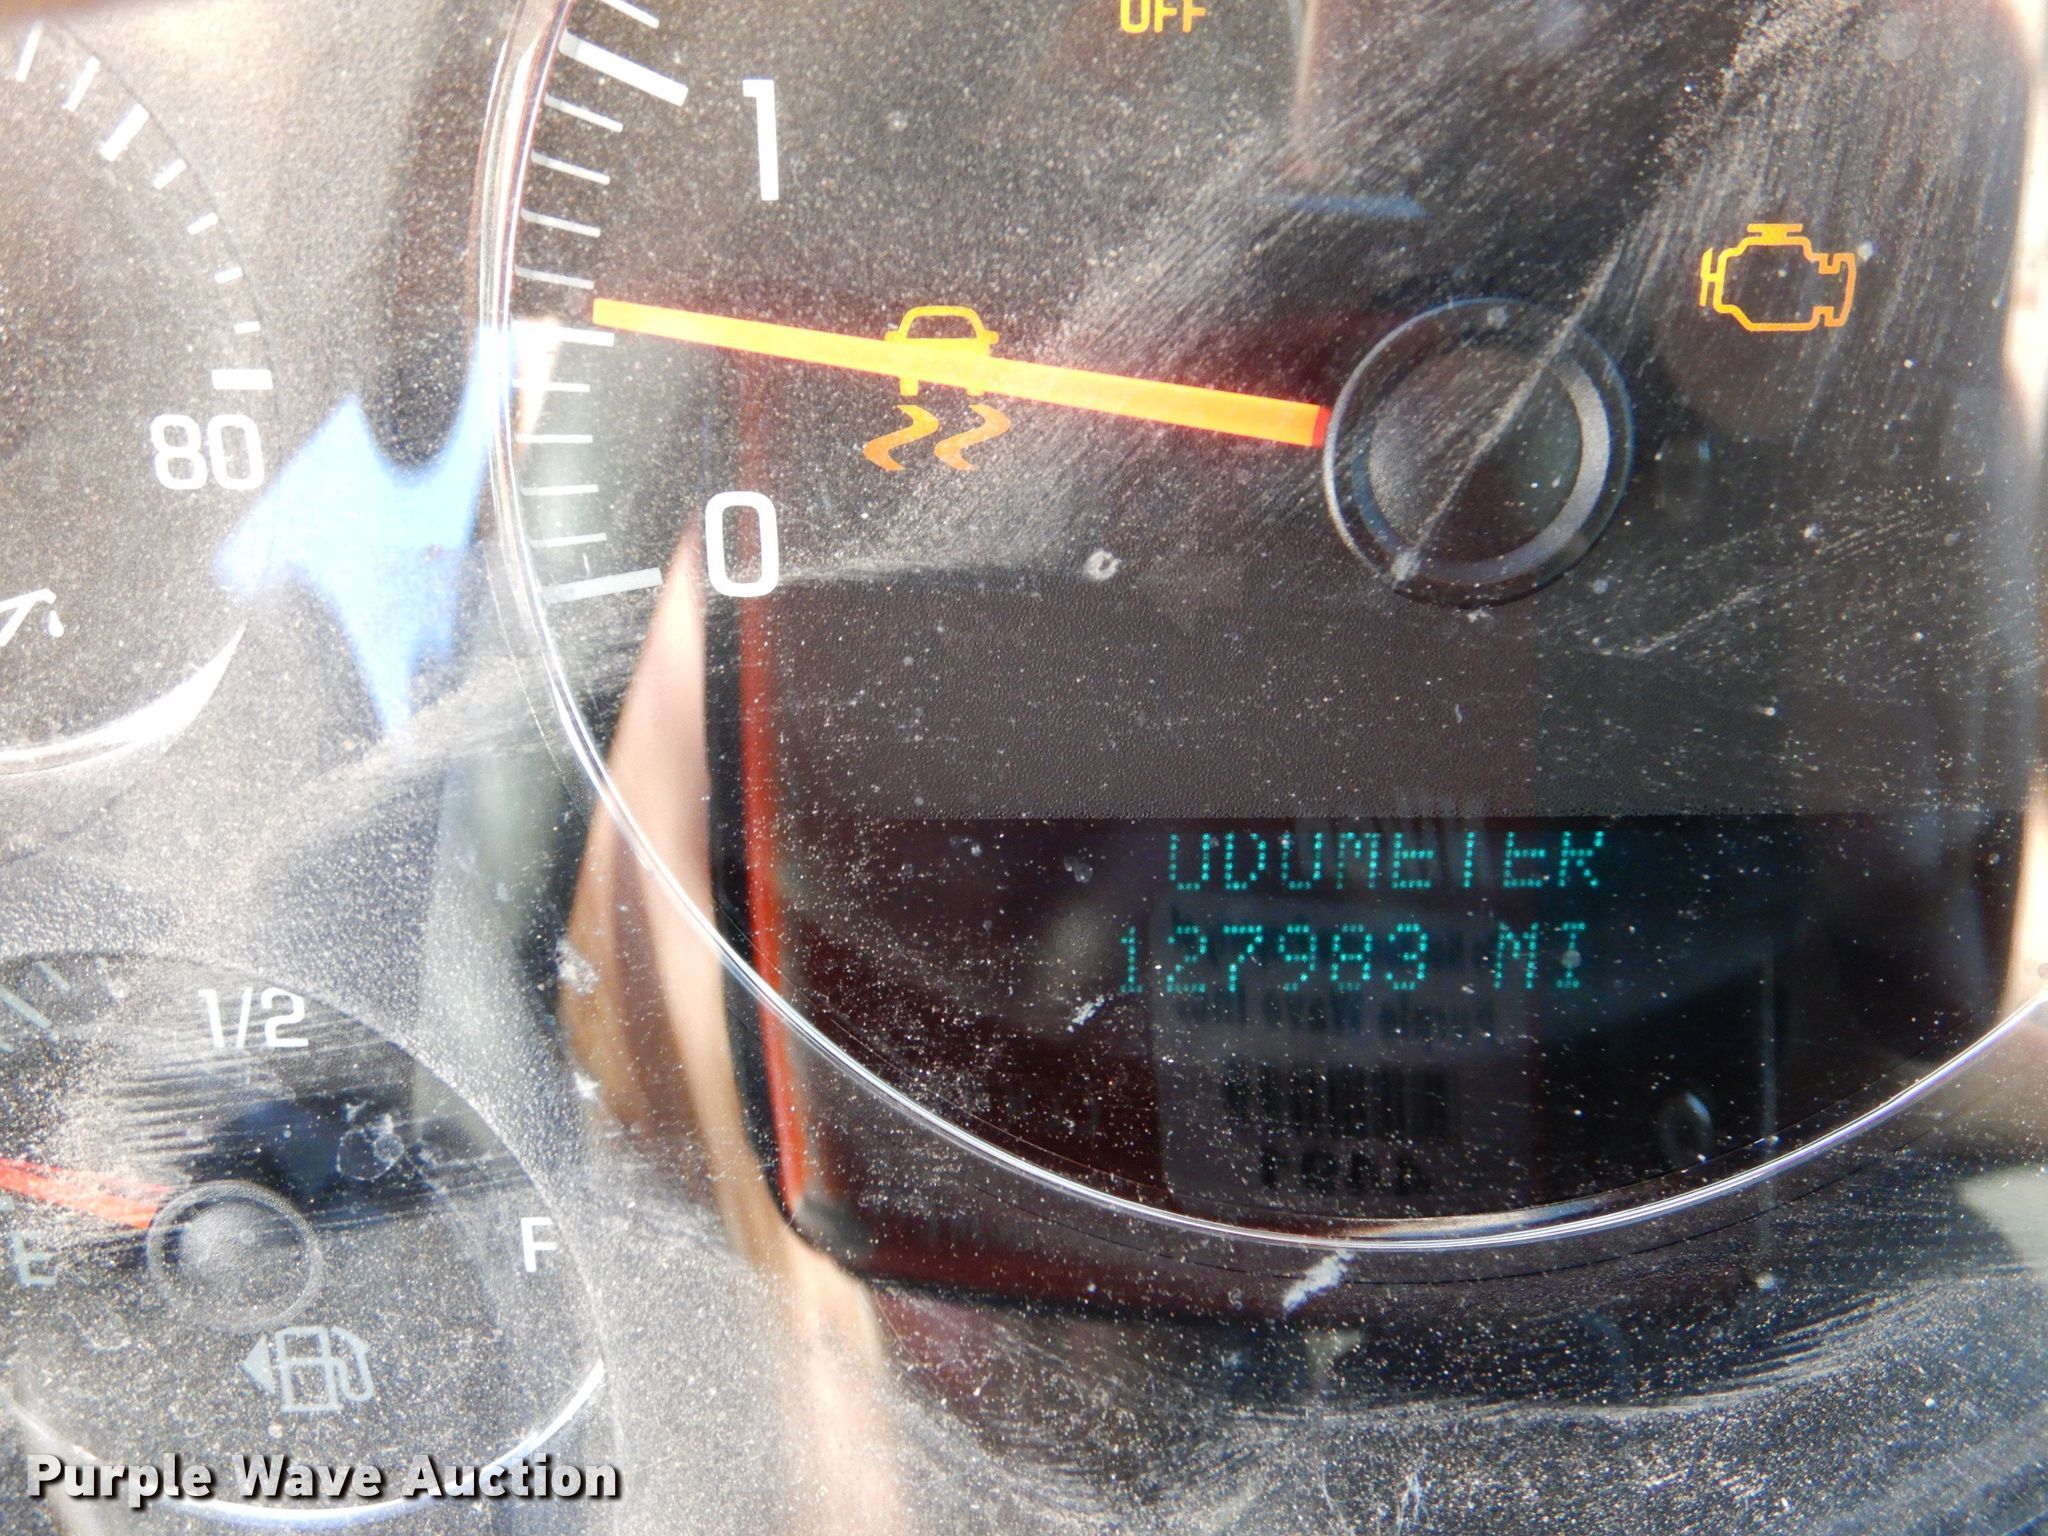 OFF
1
80
0
ODOMETER
127983 MI
1/2
E
F
Purple Wave Auction